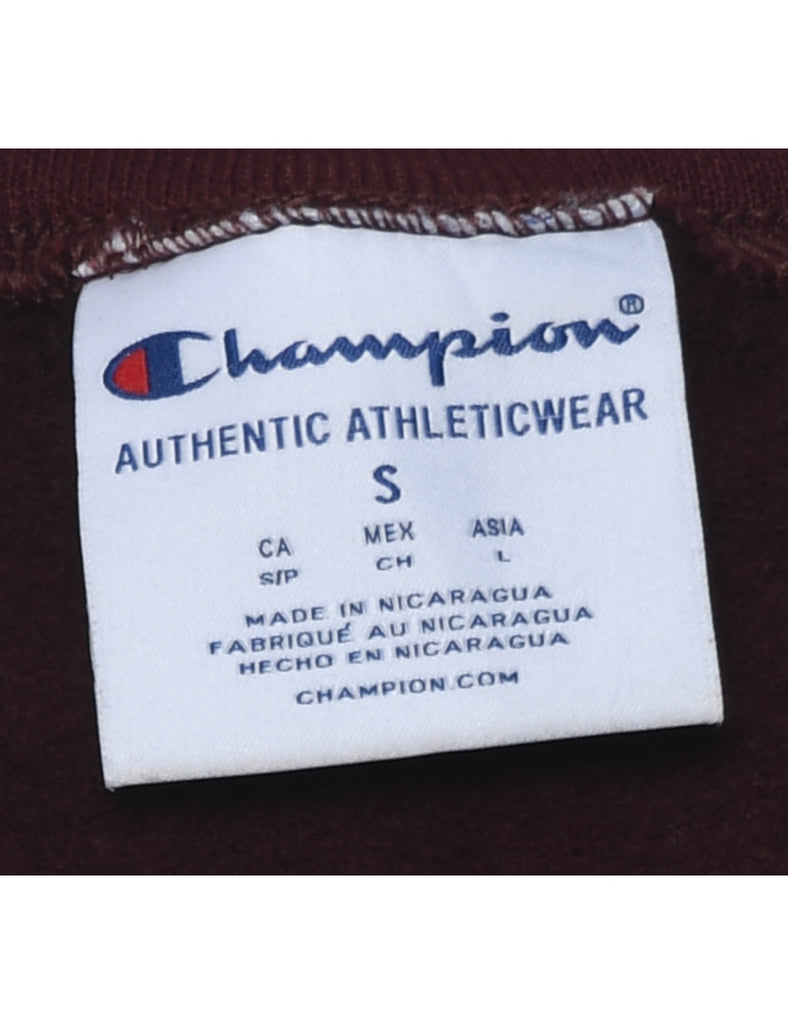 Champion®
AUTHENTIC ATHLETICWEAR
S
CA MEX ASIA
S/P CH L
MADE IN NICARAGUA
FABRIQUÉ AU NICARAGUA
HECHO EN NICARAGUA
CHAMPION.COM